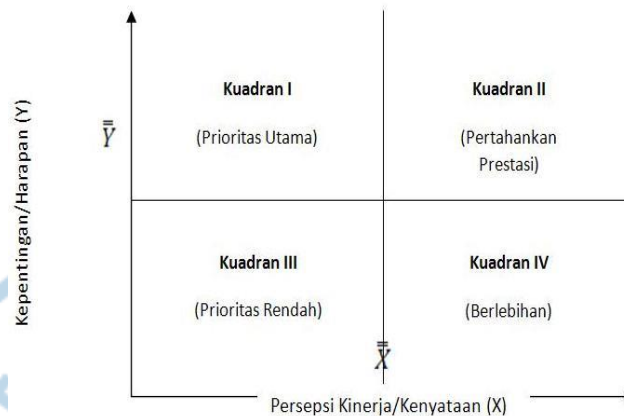 Kepentingan/Harapan (Y)
Y̿
Kuadran I
(Prioritas Utama)
Kuadran II
(Pertahankan
Prestasi)
Kuadran III
(Prioritas Rendah)
Kuadran IV
(Berlebihan)
X̿
Persepsi Kinerja/Kenyataan (X)